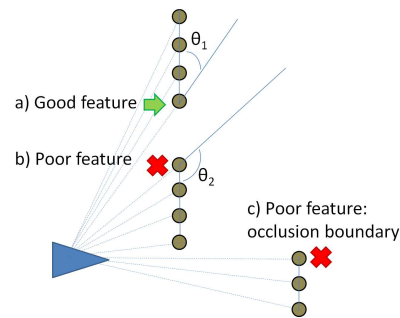 θ1
a) Good feature
b) Poor feature
θ2
c) Poor feature:
occlusion boundary